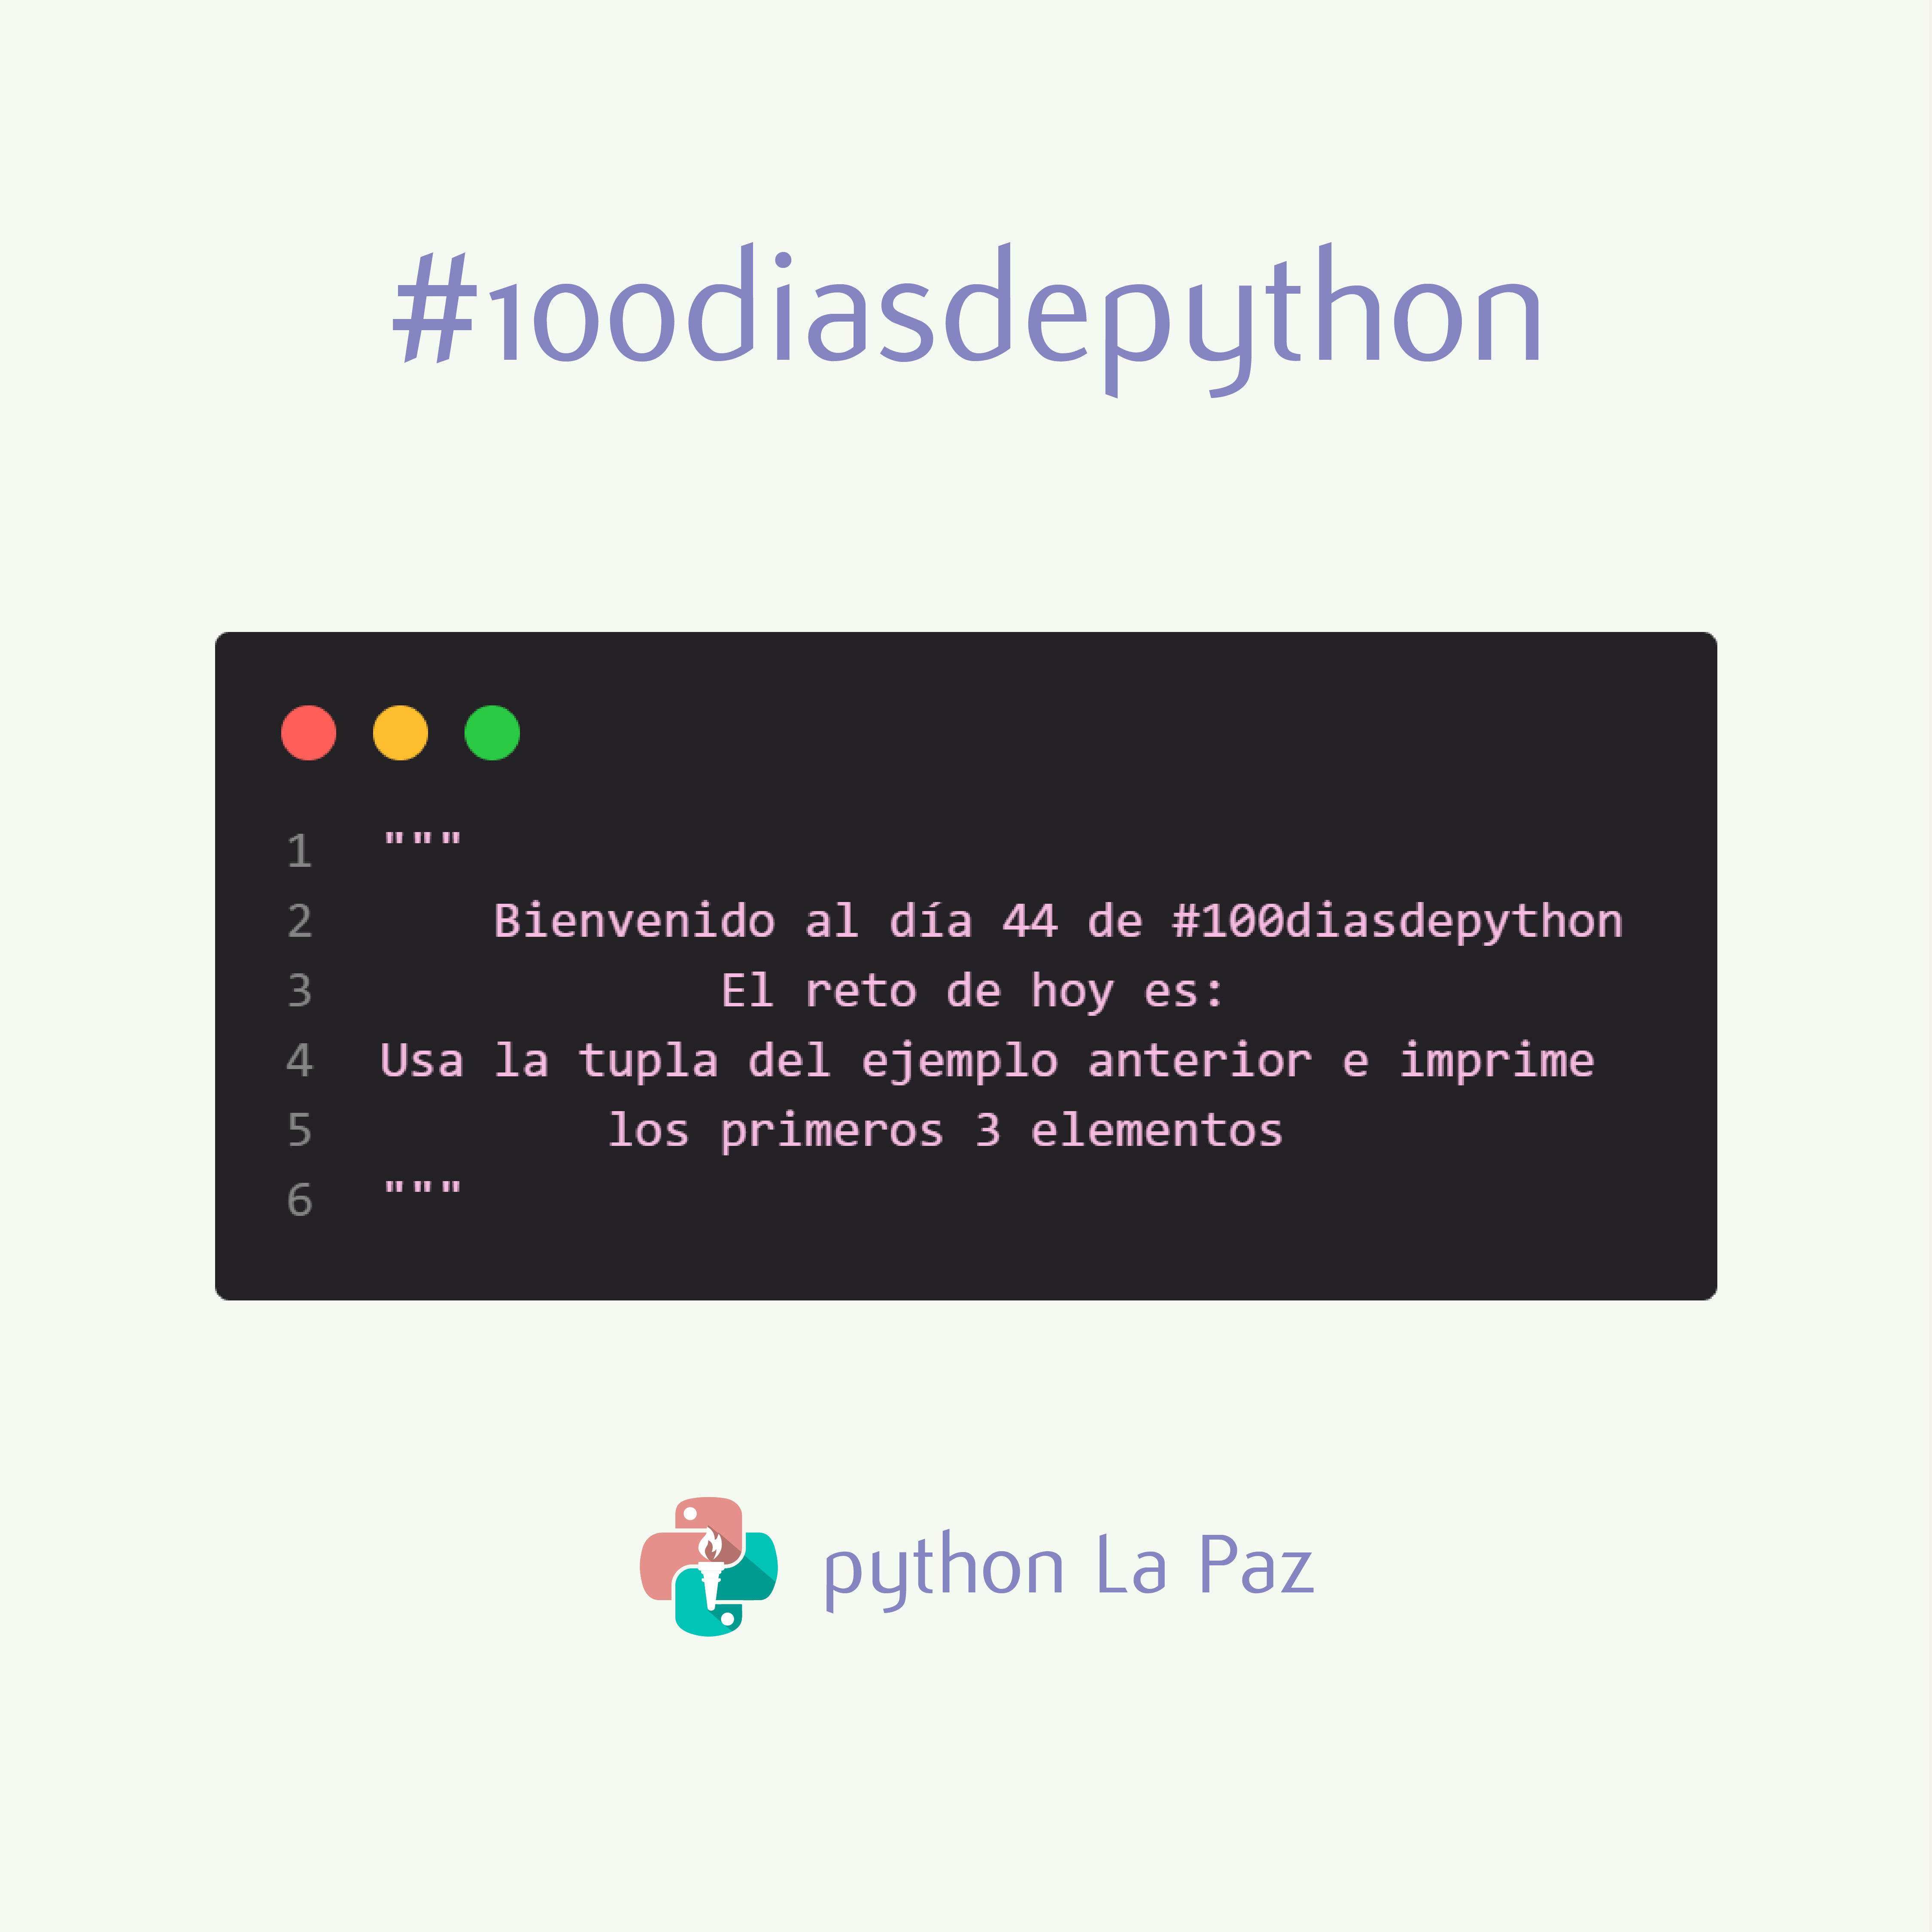 #100diasdepython
1 """
2 Bienvenido al día 44 de #100diasdepython
3 El reto de hoy es:
4 Usa la tupla del ejemplo anterior e imprime
5 los primeros 3 elementos
6 """
python La Paz